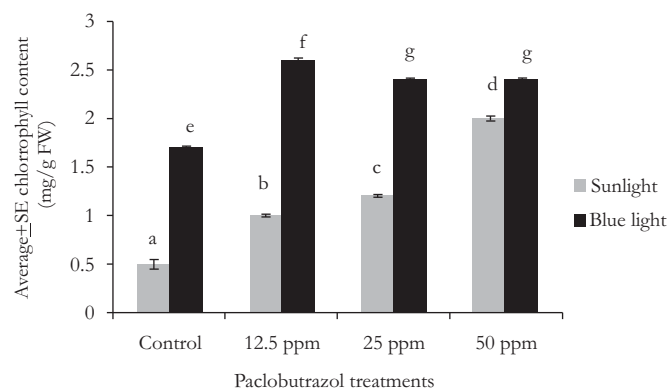 Average±SE chlorrophyll content
(mg/g FW)
3
2.5
2
1.5
1
0.5
0
a
e
b
f
c
g
d
g
Sunlight
Blue light
Control
12.5 ppm
25 ppm
50 ppm
Paclobutrazol treatments